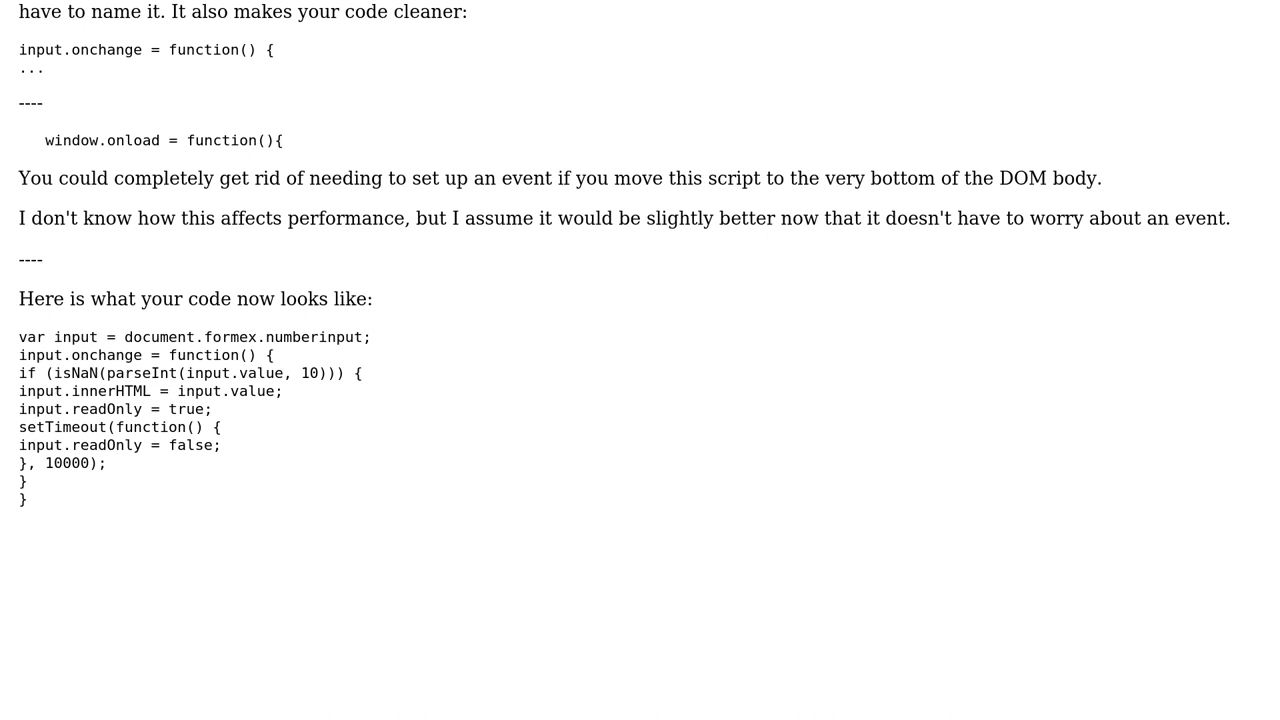 have to name it. It also makes your code cleaner:
input.onchange = function() {
...
----
window.onload = function(){
You could completely get rid of needing to set up an event if you move this script to the very bottom of the DOM body.
I don't know how this affects performance, but I assume it would be slightly better now that it doesn't have to worry about an event.
----
Here is what your code now looks like:
var input = document.formex.numberinput;
input.onchange = function() {
if (isNaN(parseInt(input.value, 10))) {
input.innerHTML = input.value;
input.readOnly = true;
setTimeout(function() {
input.readOnly = false;
}, 10000);
}
}